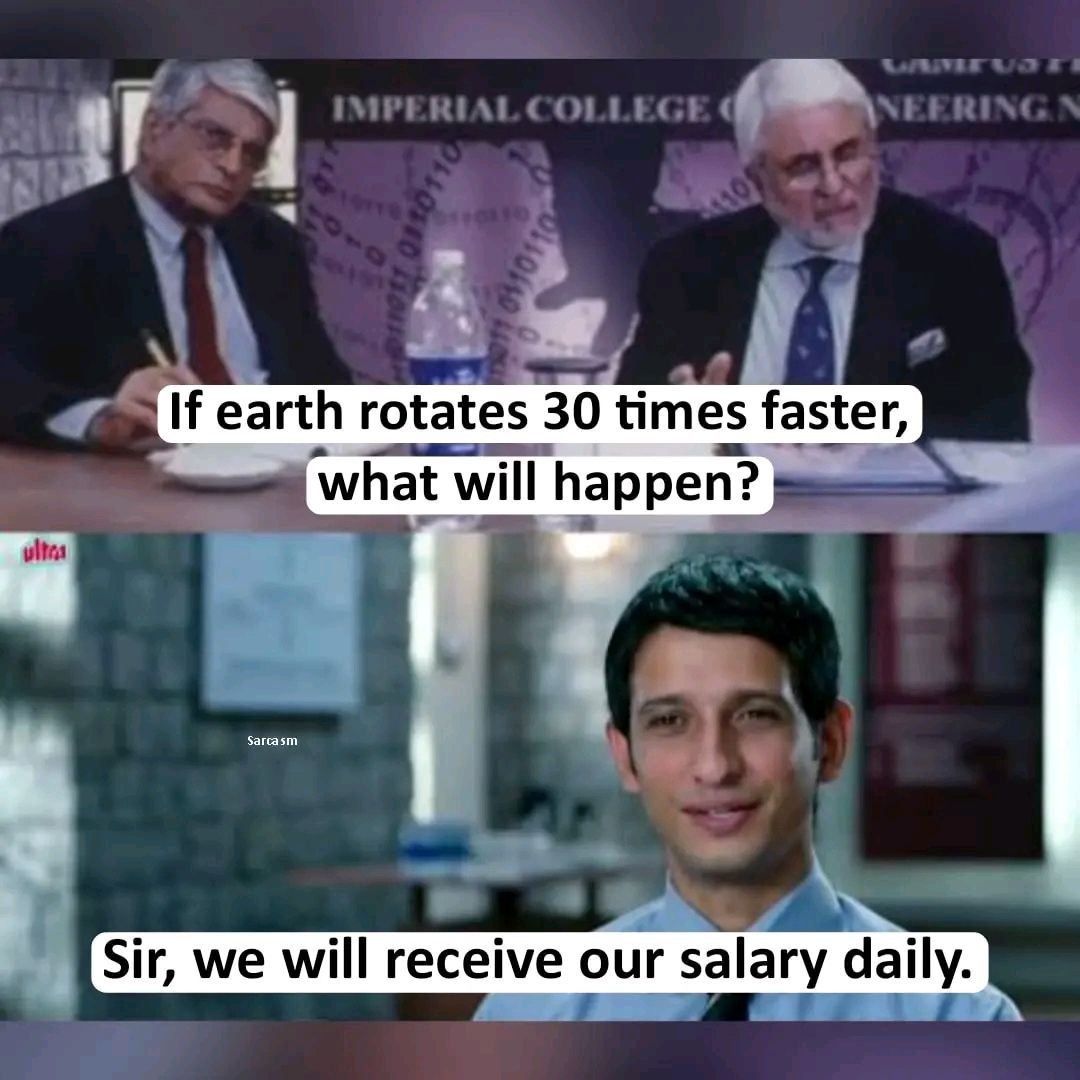 CAMPUS
IMPERIAL COLLEGE
NEERING. N
If earth rotates 30 times faster,
what will happen?
ultra
Sarcasm
Sir, we will receive our salary daily.